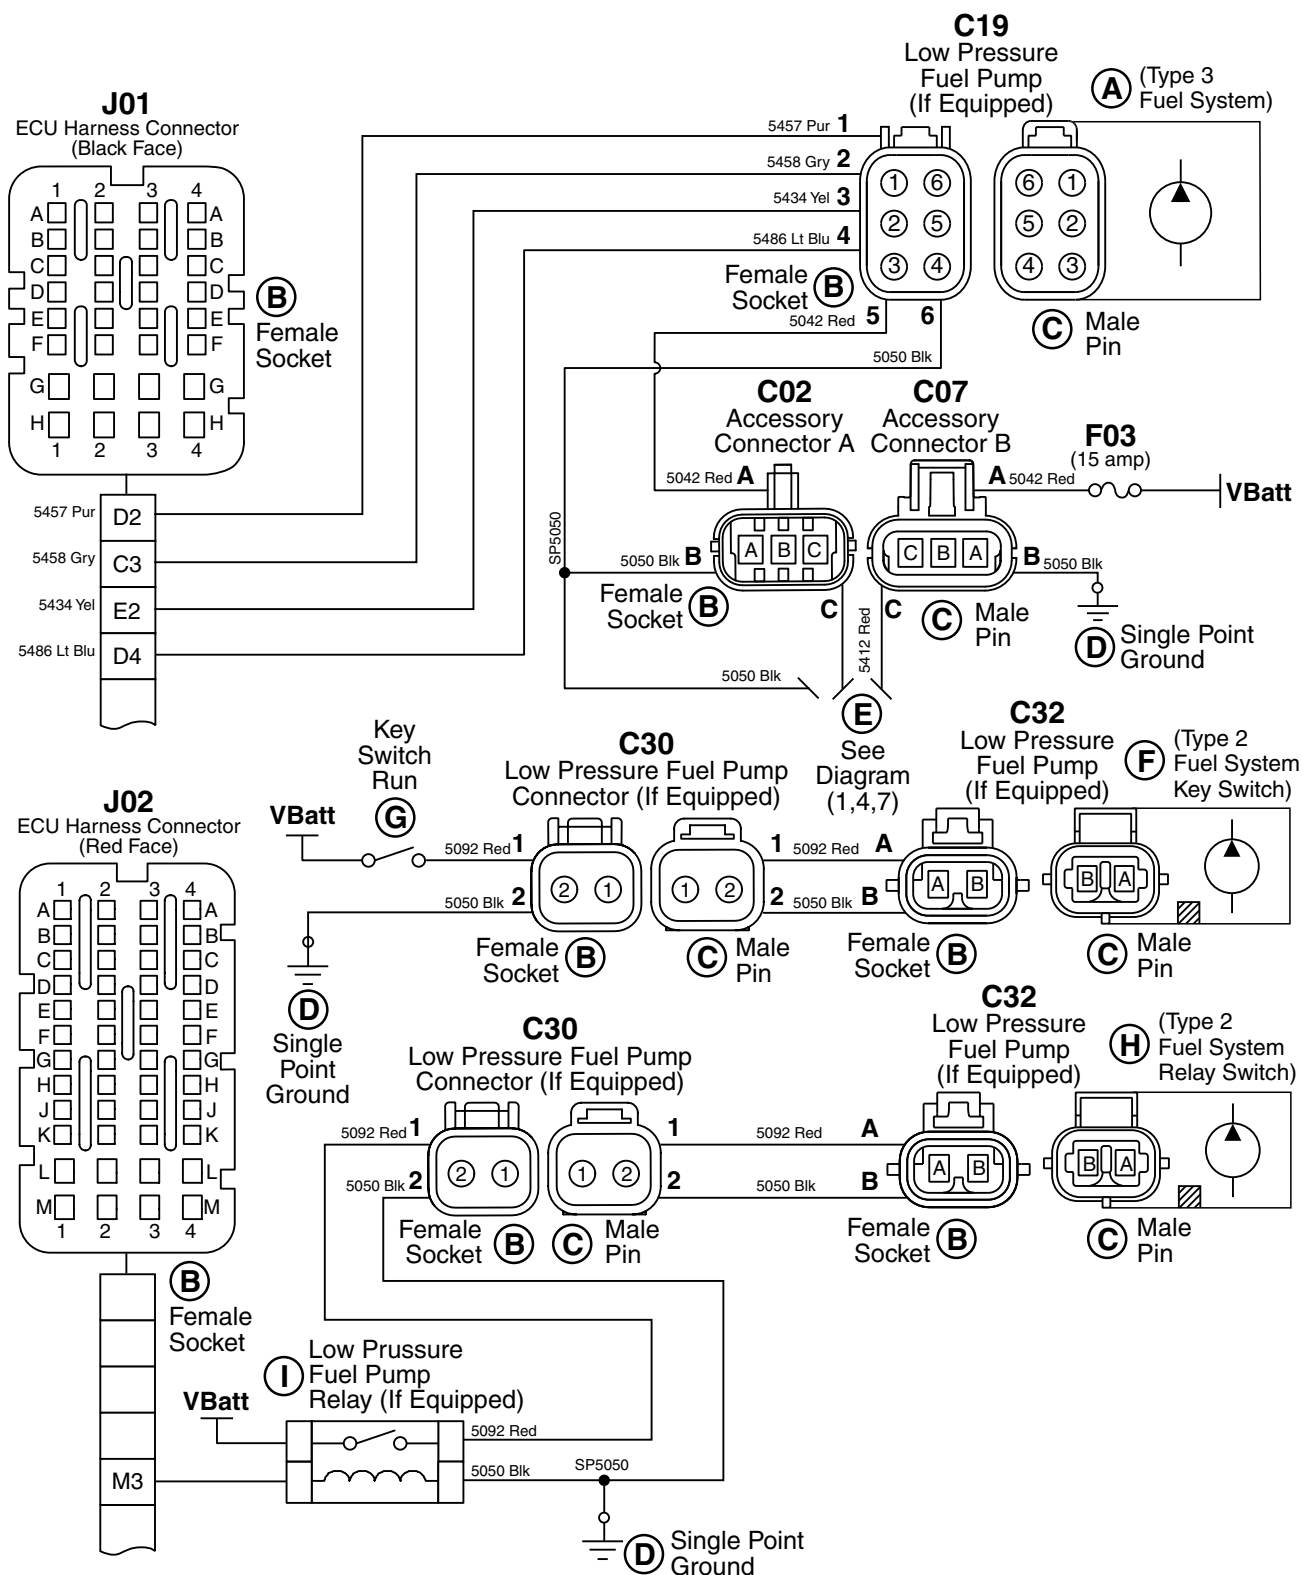 C19
Low Pressure
Fuel Pump
(If Equipped)
A (Type 3
Fuel System)
J01
ECU Harness Connector
(Black Face)
1 2 3 4
A A
B B
C C
D D
E E
F F
G G
H H
1 2 3 4
B
Female
Socket
5457 Pur 1
5458 Gry 2
5434 Yel 3
5486 Lt Blu 4
1 6
2 5
3 4
6 1
5 2
4 3
Female
Socket B
5042 Red 5 6
5050 Blk
C Male
Pin
C02
Accessory
Connector A
C07
Accessory
Connector B
F03
(15 amp)
5042 Red A
A 5042 Red
VBatt
SP5050
A B C
C B A
5050 Blk B
B 5050 Blk
Female
Socket B
C 5412 Red C
C Male
Pin
D Single Point
Ground
5457 Pur D2
5458 Gry C3
5434 Yel E2
5486 Lt Blu D4
5050 Blk
E
See
Diagram
(1,4,7)
Key
Switch
Run
G
VBatt
C30
Low Pressure Fuel Pump
Connector (If Equipped)
C32
Low Pressure
Fuel Pump
(If Equipped)
F (Type 2
Fuel System
Key Switch)
5092 Red 1
5050 Blk 2
2 1
1 2
1 5092 Red A
2 5050 Blk B
A B
B A
Female
Socket B
C Male
Pin
Female
Socket B
C Male
Pin
D
Single
Point
Ground
J02
ECU Harness Connector
(Red Face)
1 2 3 4
A A
B B
C C
D D
E E
F F
G G
H H
J J
K K
L L
M M
1 2 3 4
B
Female
Socket
C30
Low Pressure Fuel Pump
Connector (If Equipped)
C32
Low Pressure
Fuel Pump
(If Equipped)
H (Type 2
Fuel System
Relay Switch)
5092 Red 1
5050 Blk 2
2 1
1 2
1 5092 Red A
2 5050 Blk B
A B
B A
Female
Socket B
C Male
Pin
Female
Socket B
C Male
Pin
I Low Prussure
Fuel Pump
Relay (If Equipped)
VBatt
5092 Red
M3
5050 Blk
SP5050
D Single Point
Ground